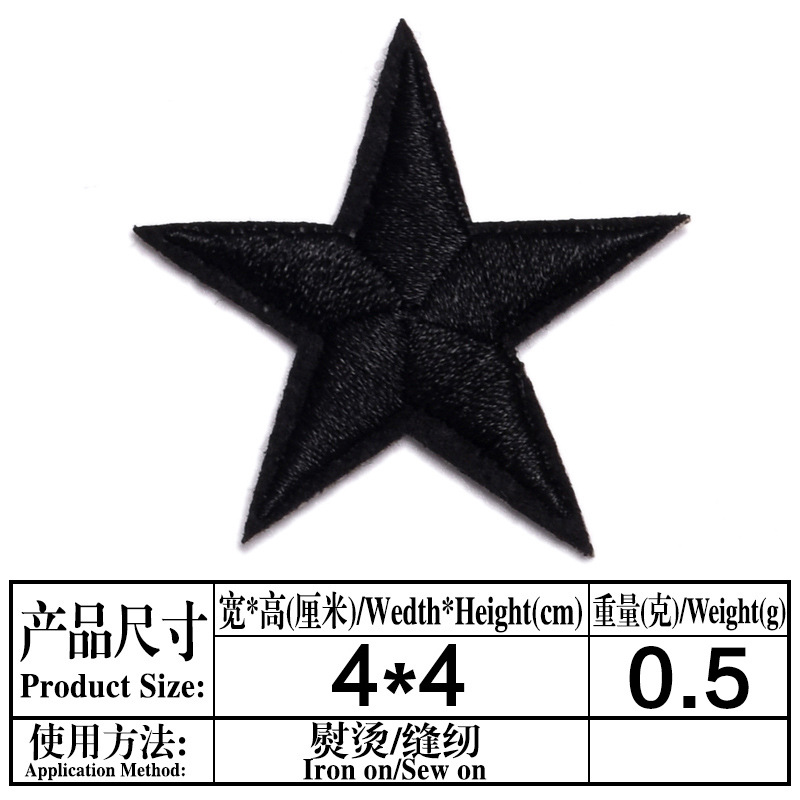 产品尺寸
Product Size:
宽*高(厘米)/Wedth*Height(cm)
重量(克)/Weight(g)
4*4
0.5
使用方法:
Application Method:
熨烫/缝纫
Iron on/Sew on